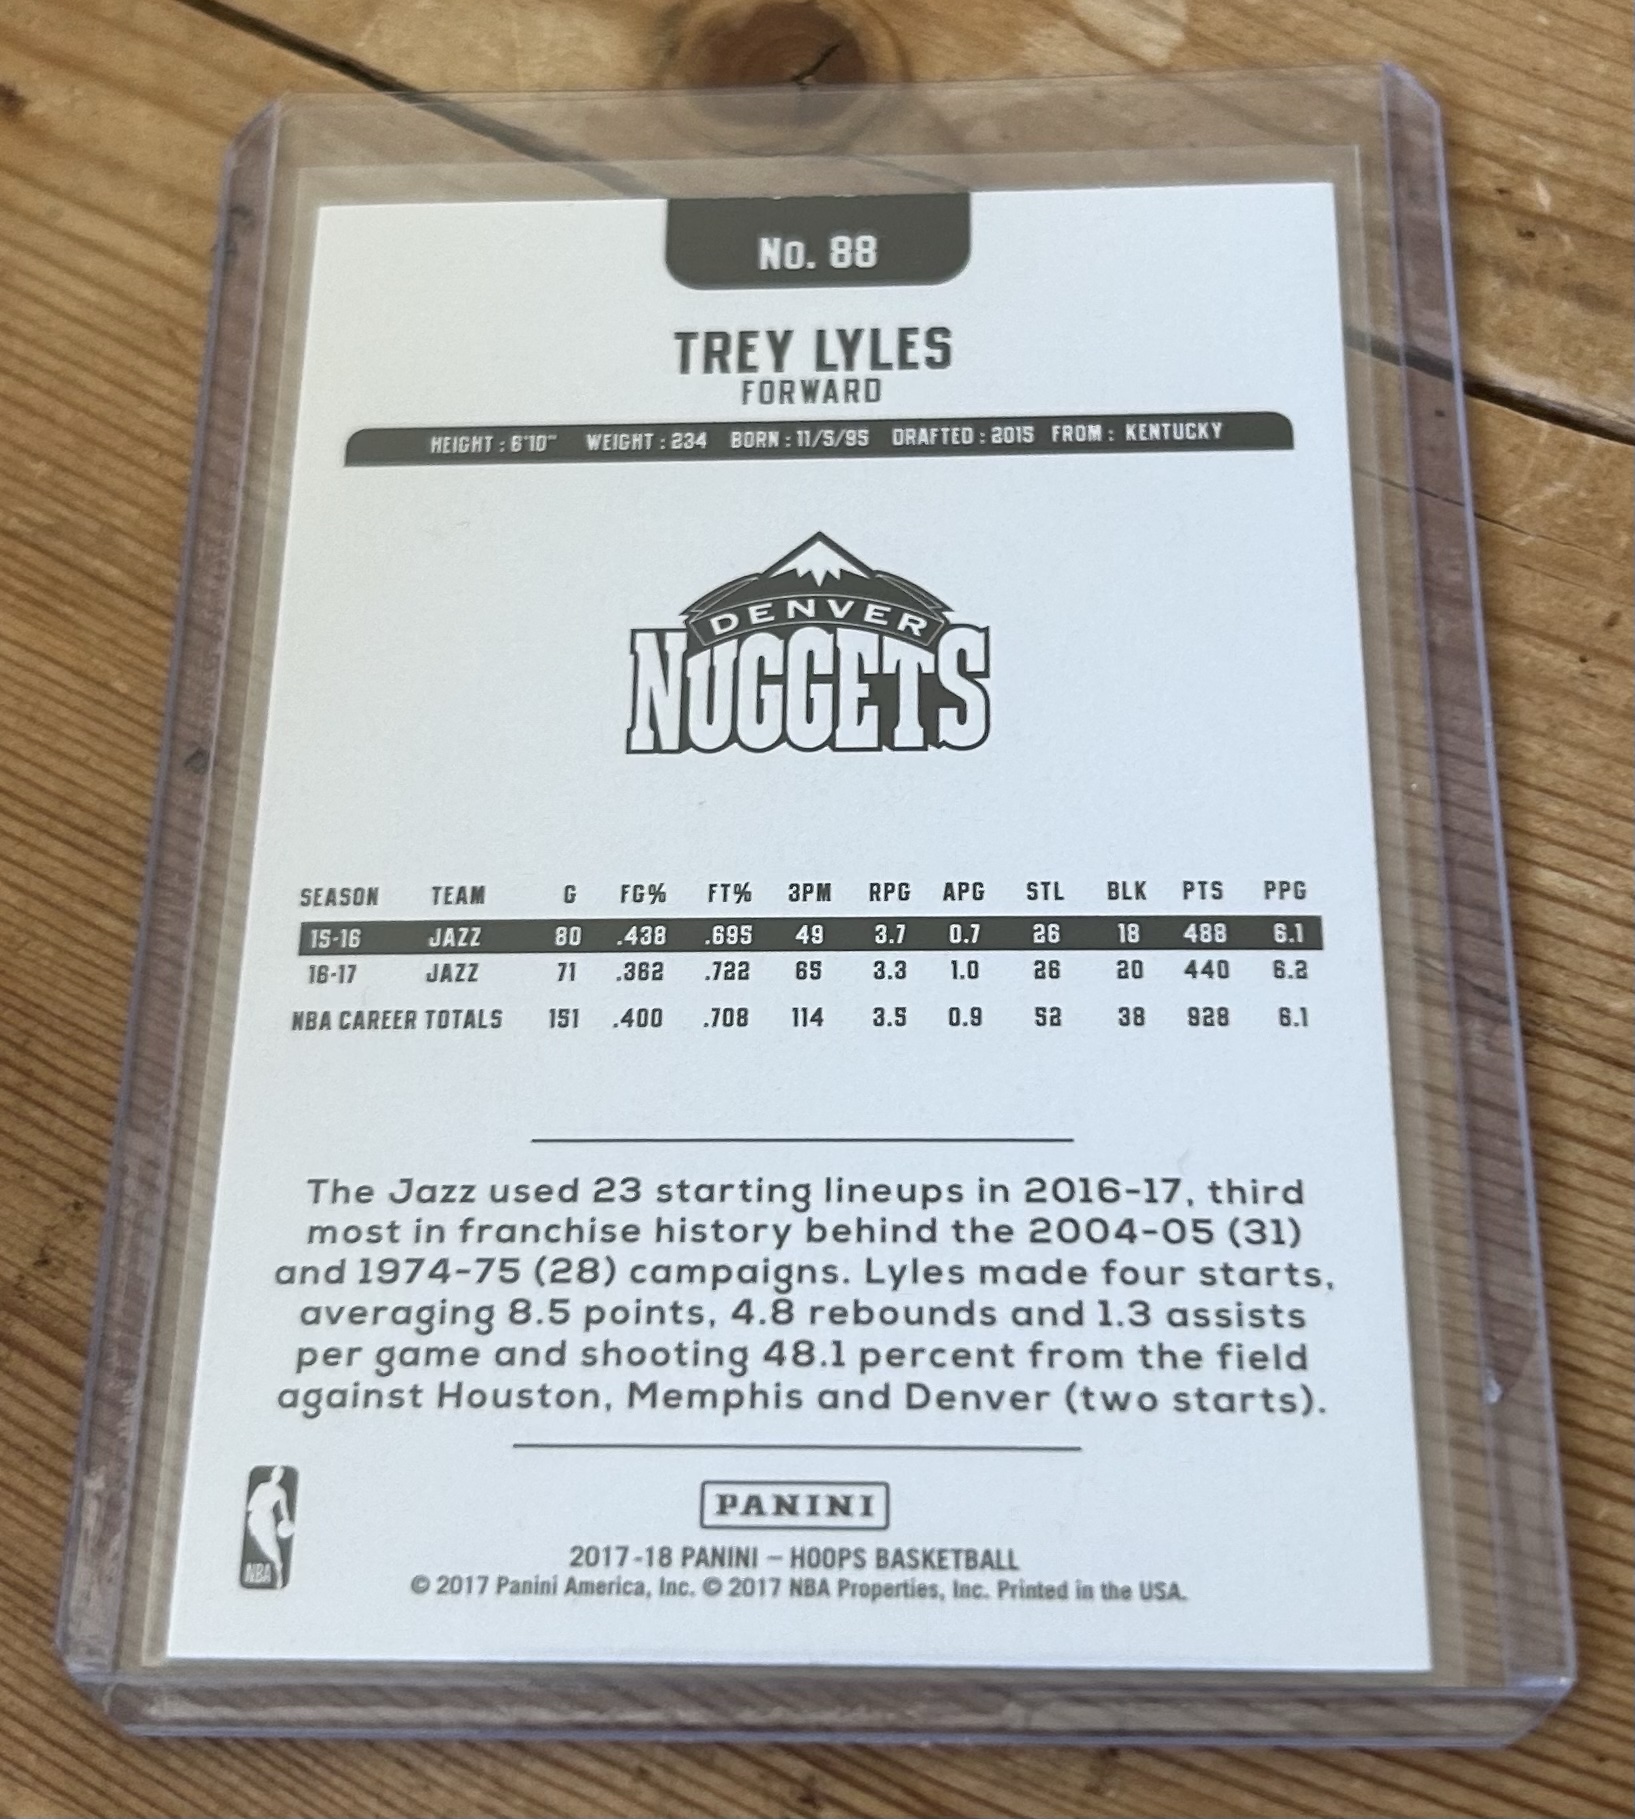 No. 88
TREY LYLES
FORWARD
HEIGHT : 6'10" WEIGHT : 234 BORN : 11/5/95 DRAFTED : 2015 FROM : KENTUCKY
DENVER
NUGGETS
SEASON TEAM G FG% FT% 3PM RPG APG STL BLK PTS PPG
15-16 JAZZ 80 .438 .695 49 3.7 0.7 26 18 488 6.1
16-17 JAZZ 71 .362 .722 65 3.3 1.0 26 20 440 6.2
NBA CAREER TOTALS 151 .400 .708 114 3.5 0.9 52 38 928 6.1
The Jazz used 23 starting lineups in 2016-17, third
most in franchise history behind the 2004-05 (31)
and 1974-75 (28) campaigns. Lyles made four starts,
averaging 8.5 points, 4.8 rebounds and 1.3 assists
per game and shooting 48.1 percent from the field
against Houston, Memphis and Denver (two starts).
NBA
PANINI
2017-18 PANINI – HOOPS BASKETBALL
© 2017 Panini America, Inc. © 2017 NBA Properties, Inc. Printed in the USA.